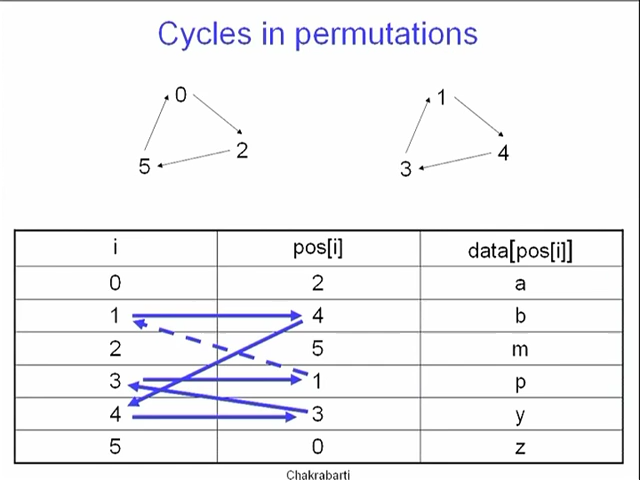 Cycles in permutations
0
1
2
4
5
3
i pos[i] data[pos[i]]
0 2 a
1 4 b
2 5 m
3 1 p
4 3 y
5 0 z
Chakrabarti